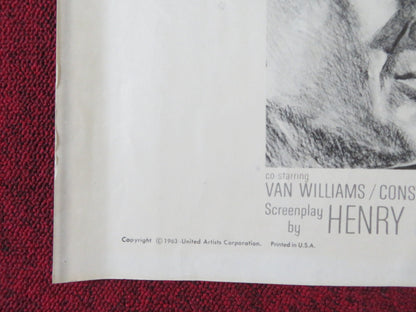 co-starring
VAN WILLIAMS / CONS
Screenplay
by HENRY
Copyright © 1963 - United Artists Corporation. Printed in U.S.A.